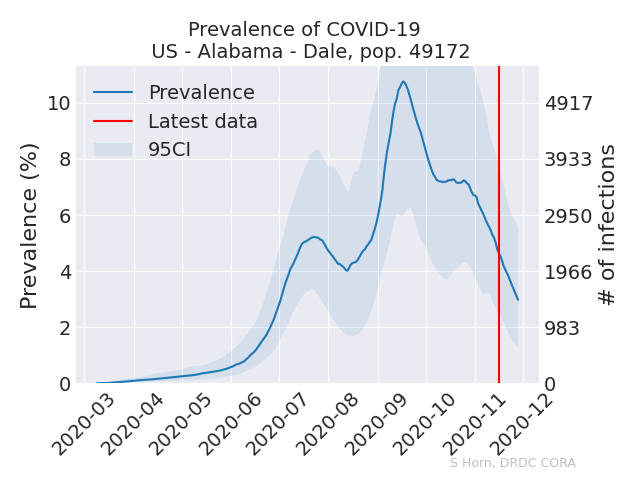 Prevalence of COVID-19
US - Alabama - Dale, pop. 49172
Prevalence
Latest data
95CI
Prevalence (%)
10
8
6
4
2
0
4917
3933
2950
1966
983
0
# of infections
2020-03
2020-04
2020-05
2020-06
2020-07
2020-08
2020-09
2020-10
2020-11
2020-12
S Horn, DRDC CORA